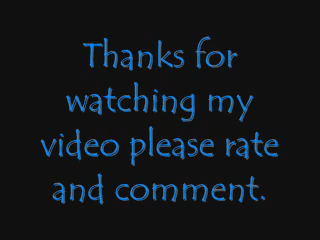 Thanks for
watching my
video please rate
and comment.